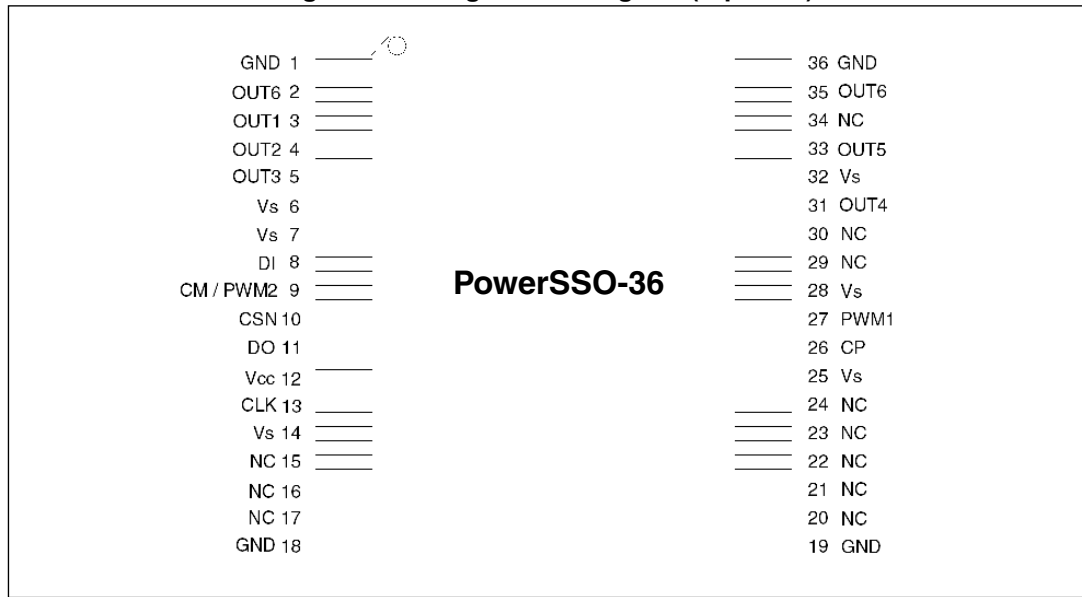 GND 1
OUT6 2
OUT1 3
OUT2 4
OUT3 5
Vs 6
Vs 7
DI 8
CM / PWM2 9
CSN 10
DO 11
Vcc 12
CLK 13
Vs 14
NC 15
NC 16
NC 17
GND 18
PowerSSO-36
36 GND
35 OUT6
34 NC
33 OUT5
32 Vs
31 OUT4
30 NC
29 NC
28 Vs
27 PWM1
26 CP
25 Vs
24 NC
23 NC
22 NC
21 NC
20 NC
19 GND